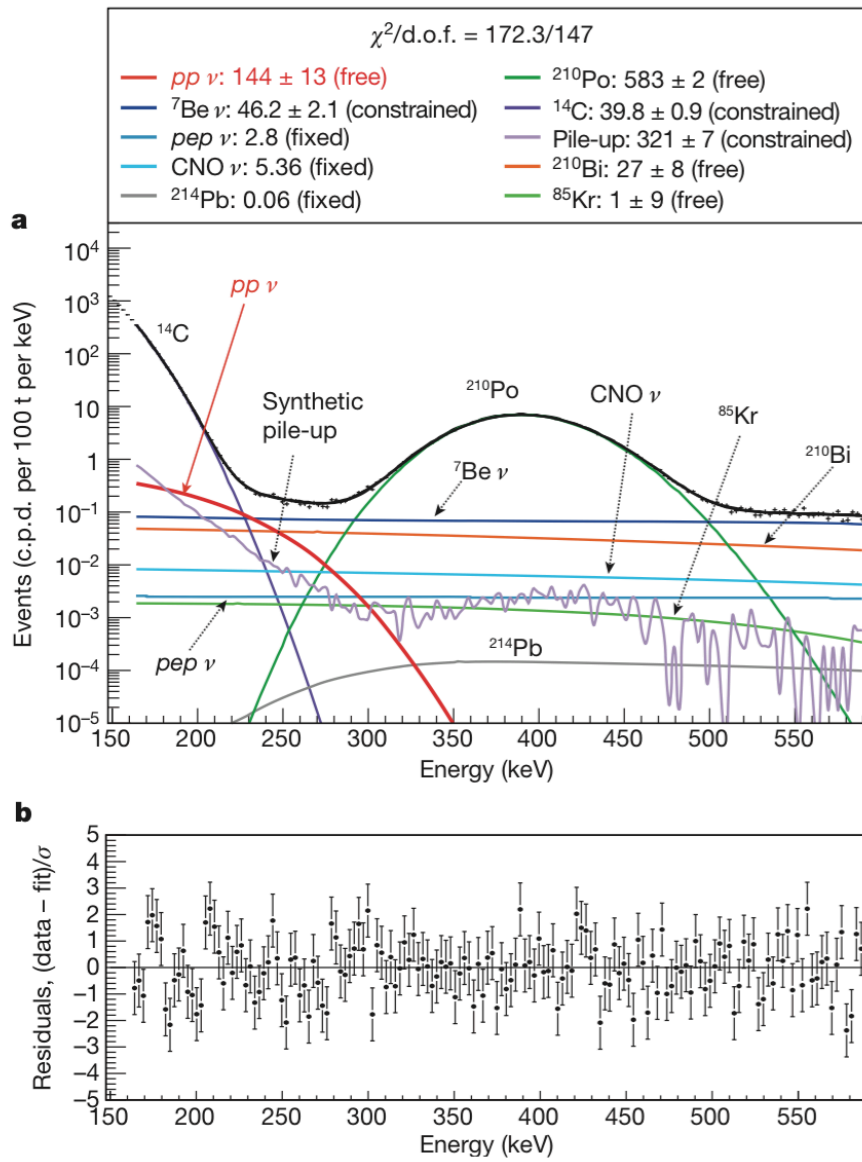 χ²/d.o.f. = 172.3/147
pp ν: 144 ± 13 (free)
⁷Be ν: 46.2 ± 2.1 (constrained)
pep ν: 2.8 (fixed)
CNO ν: 5.36 (fixed)
²¹⁴Pb: 0.06 (fixed)
²¹⁰Po: 583 ± 2 (free)
¹⁴C: 39.8 ± 0.9 (constrained)
Pile-up: 321 ± 7 (constrained)
²¹⁰Bi: 27 ± 8 (free)
⁸⁵Kr: 1 ± 9 (free)
a
Events (c.p.d. per 100 t per keV)
10⁴
10³
10²
10
1
10⁻¹
10⁻²
10⁻³
10⁻⁴
10⁻⁵
pp ν
¹⁴C
Synthetic
pile-up
²¹⁰Po
CNO ν
⁸⁵Kr
²¹⁰Bi
⁷Be ν
pep ν
²¹⁴Pb
150 200 250 300 350 400 450 500 550
Energy (keV)
b
Residuals, (data – fit)/σ
5
4
3
2
1
0
−1
−2
−3
−4
−5
150 200 250 300 350 400 450 500 550
Energy (keV)